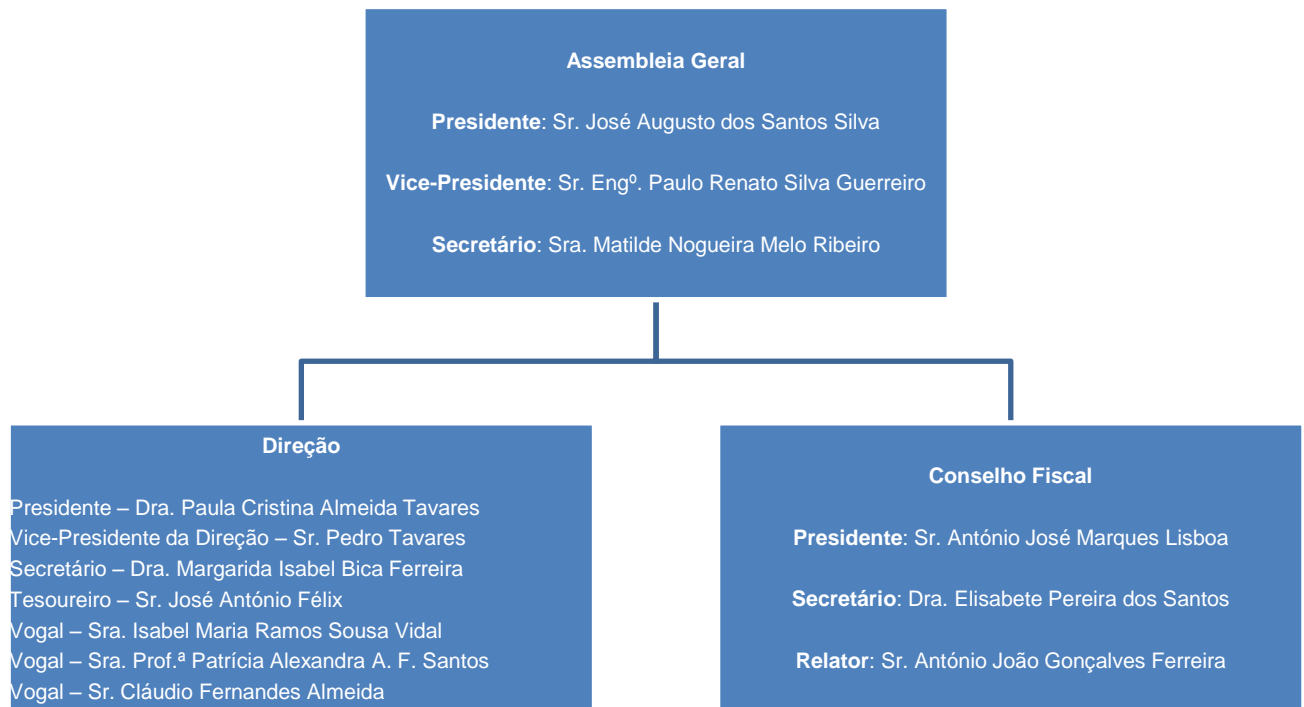 Assembleia Geral
Presidente: Sr. José Augusto dos Santos Silva
Vice-Presidente: Sr. Engº. Paulo Renato Silva Guerreiro
Secretário: Sra. Matilde Nogueira Melo Ribeiro
Direção
Presidente – Dra. Paula Cristina Almeida Tavares
Vice-Presidente da Direção – Sr. Pedro Tavares
Secretário – Dra. Margarida Isabel Bica Ferreira
Tesoureiro – Sr. José António Félix
Vogal – Sra. Isabel Maria Ramos Sousa Vidal
Vogal – Sra. Prof.ª Patrícia Alexandra A. F. Santos
Vogal – Sr. Cláudio Fernandes Almeida
Conselho Fiscal
Presidente: Sr. António José Marques Lisboa
Secretário: Dra. Elisabete Pereira dos Santos
Relator: Sr. António João Gonçalves Ferreira